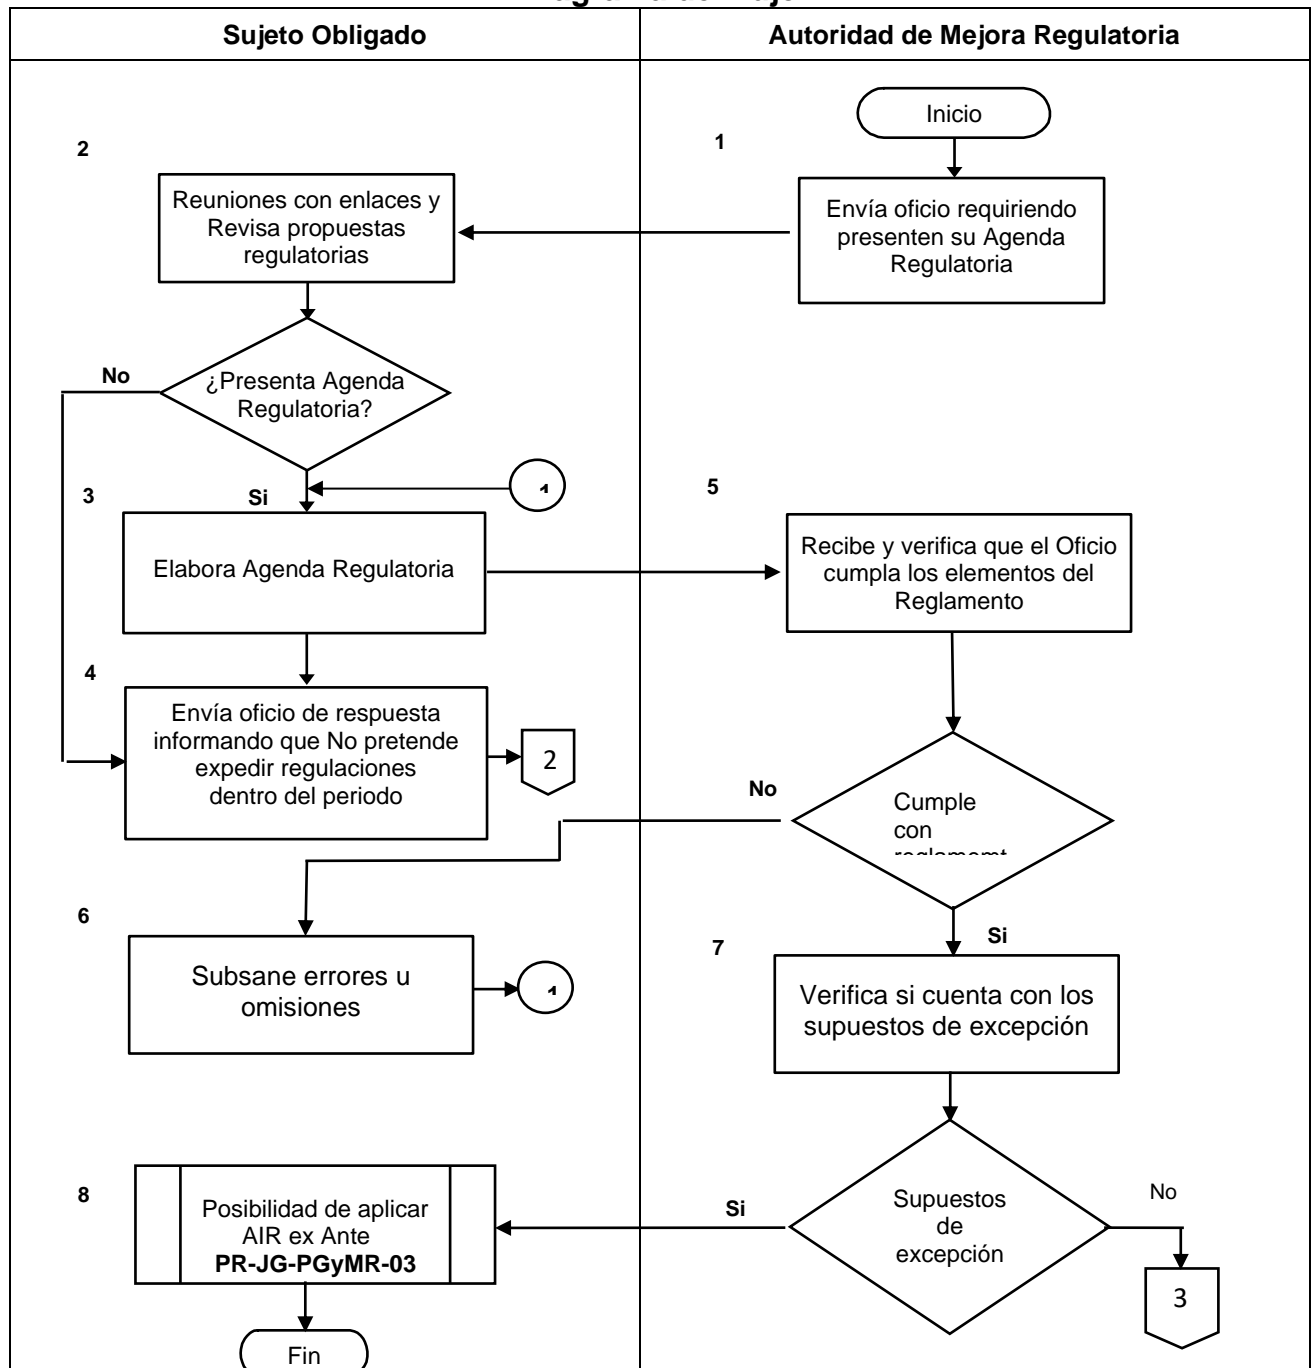 Sujeto Obligado
Autoridad de Mejora Regulatoria
Inicio
1
Envía oficio requiriendo
presenten su Agenda
Regulatoria
2
Reuniones con enlaces y
Revisa propuestas
regulatorias
¿Presenta Agenda
Regulatoria?
No
Si
1
3
Elabora Agenda Regulatoria
4
Envía oficio de respuesta
informando que No pretende
expedir regulaciones
dentro del periodo
2
5
Recibe y verifica que el Oficio
cumpla los elementos del
Reglamento
Cumple
con
No
Si
6
Subsane errores u
omisiones
1
7
Verifica si cuenta con los
supuestos de excepción
Supuestos
de
excepción
Si
No
3
8
Posibilidad de aplicar
AIR ex Ante
PR-JG-PGyMR-03
Fin